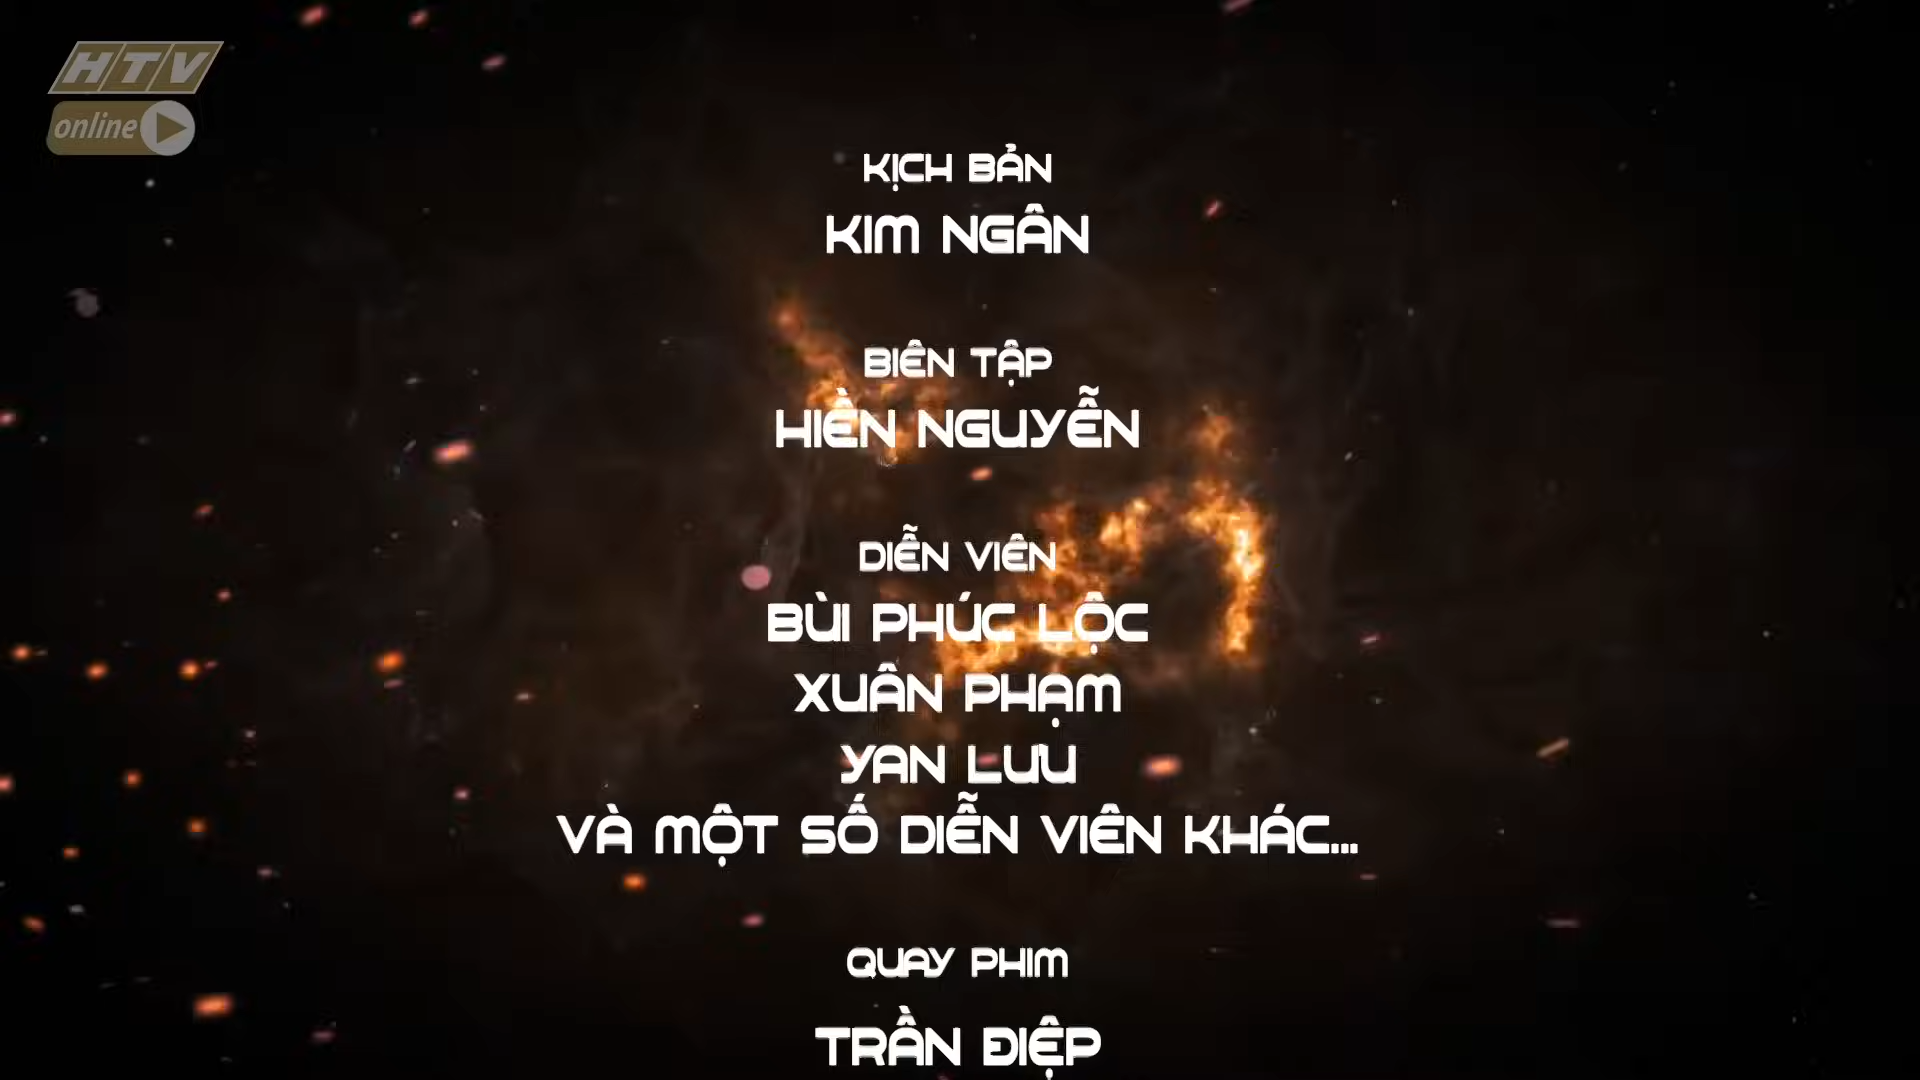 HTV
online
KỊCH BẢN
KIM NGÂN
BIÊN TẬP
HIỀN NGUYỄN
DIỄN VIÊN
BÙI PHÚC LỘC
XUÂN PHẠM
YAN LƯU
VÀ MỘT SỐ DIỄN VIÊN KHÁC...
QUAY PHIM
TRẦN ĐIỆP